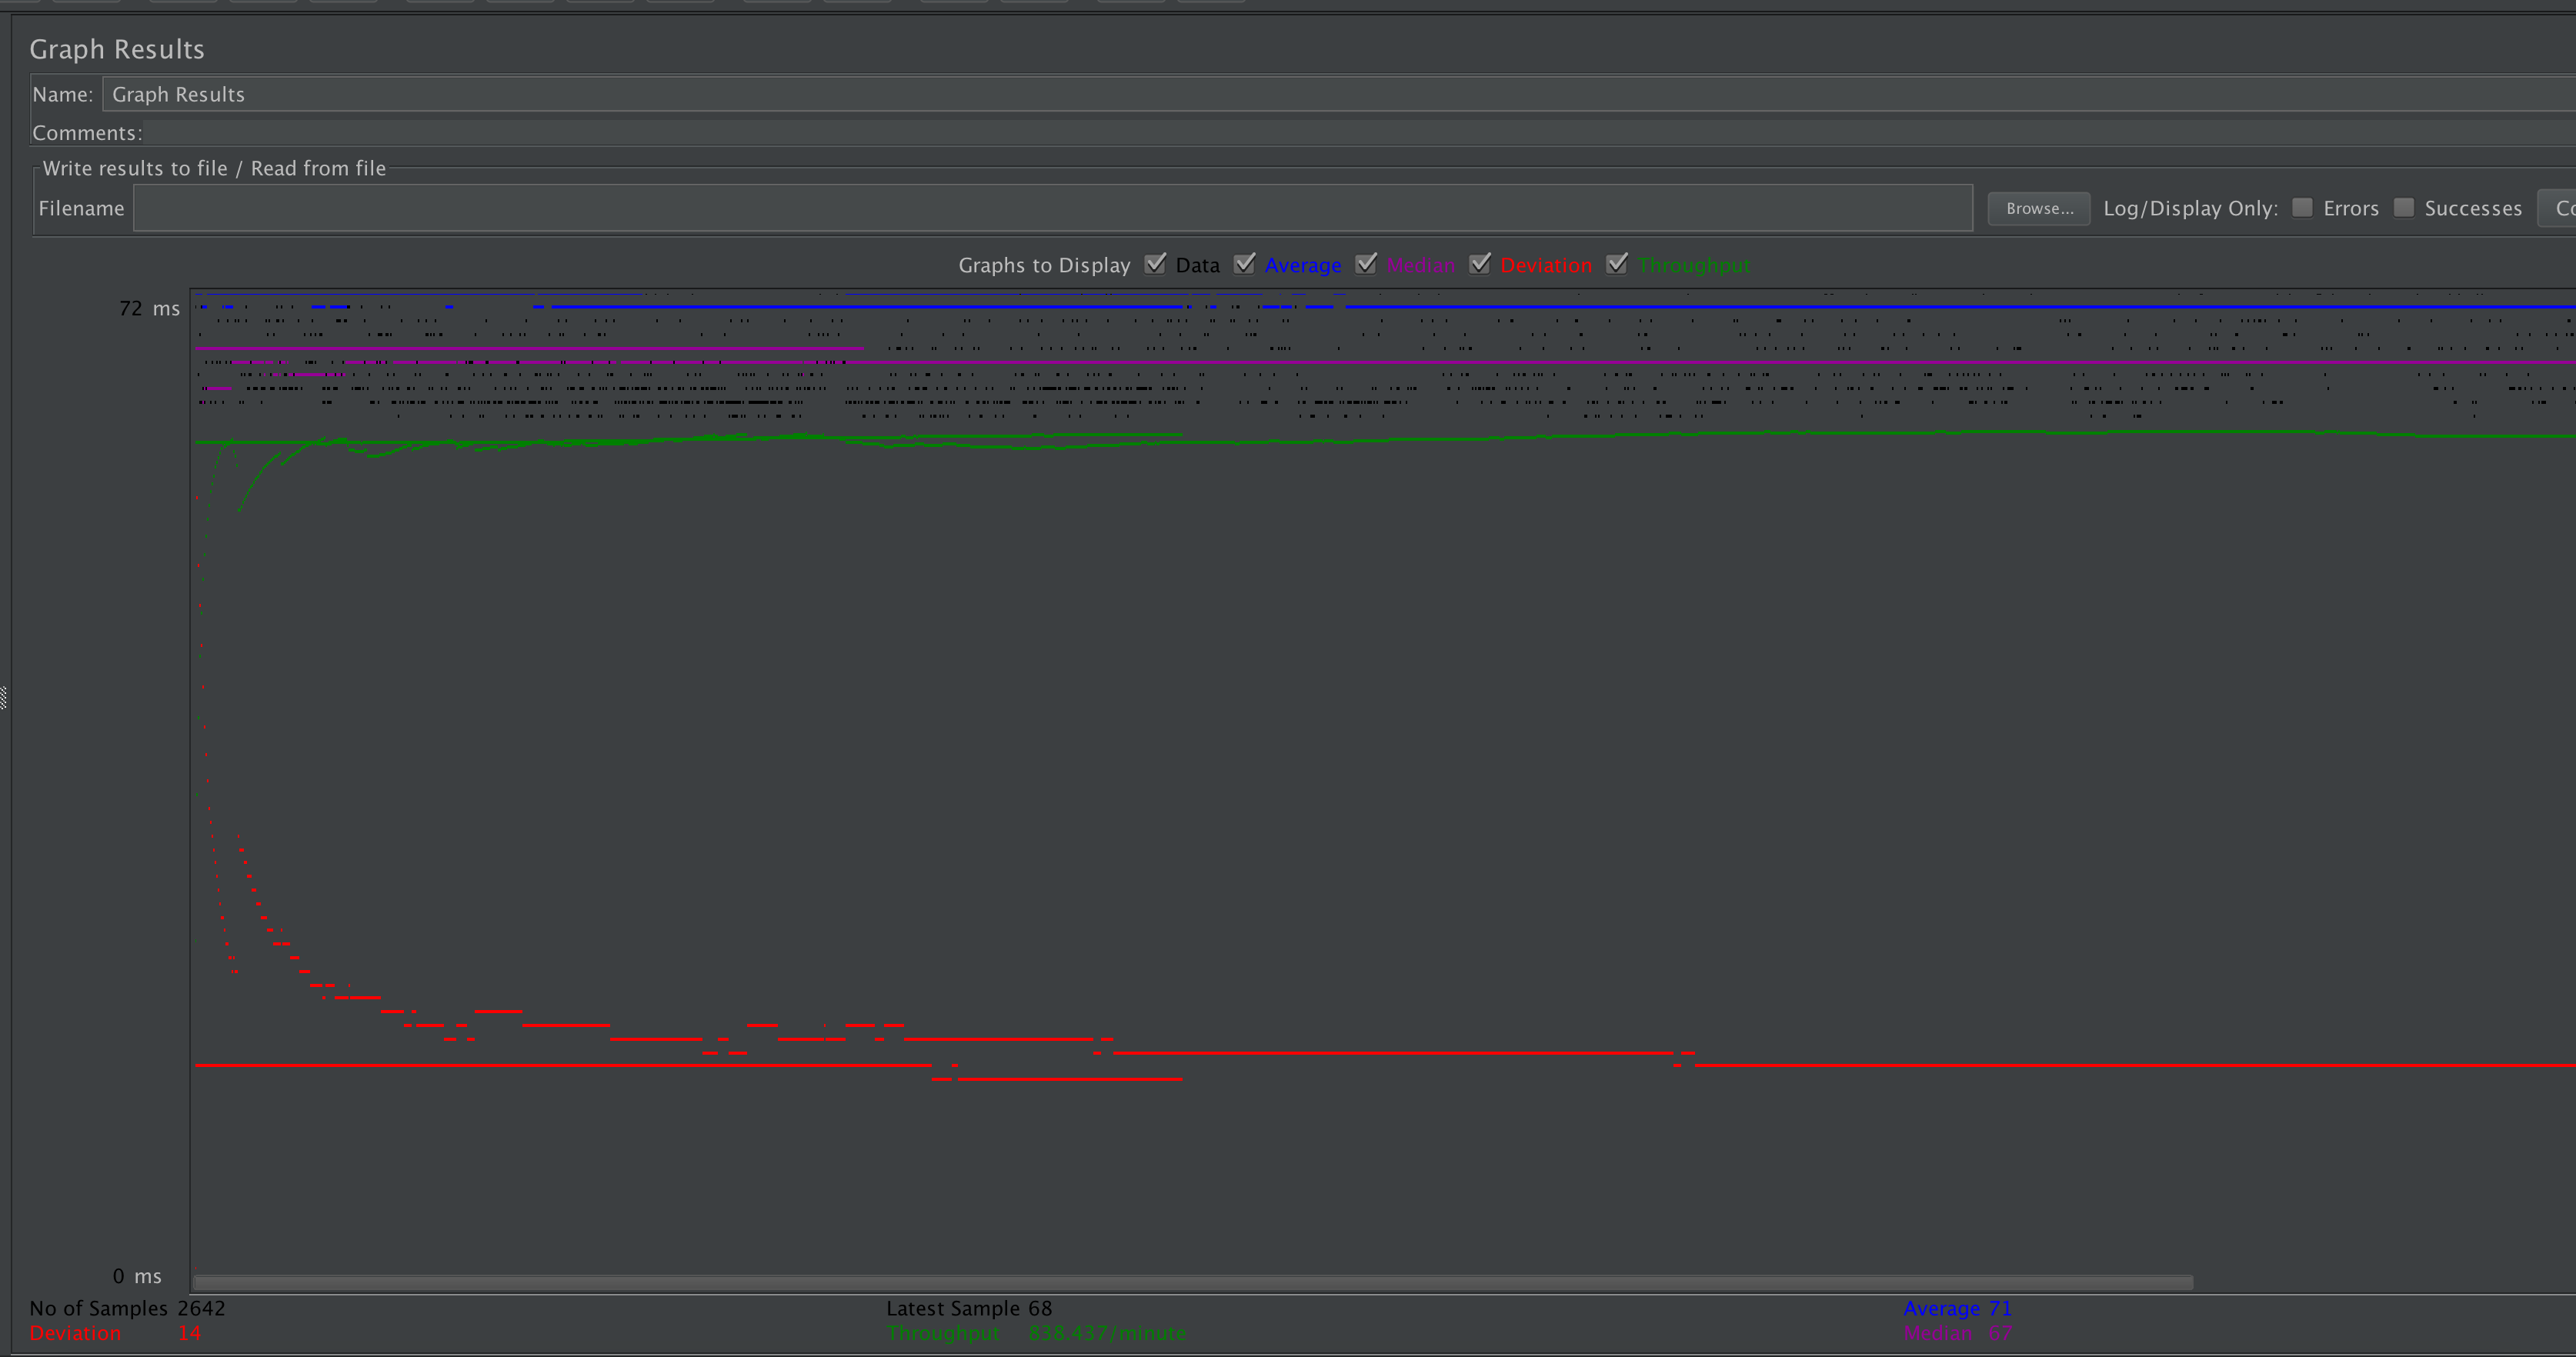 Graph Results
Name: Graph Results
Comments:
Write results to file / Read from file
Filename Browse... Log/Display Only: Errors Successes Co
Graphs to Display Data Average Median Deviation Throughput
72 ms
0 ms
No of Samples 2642 Latest Sample 68 Average 71
Deviation 14 Throughput 838.437/minute Median 67